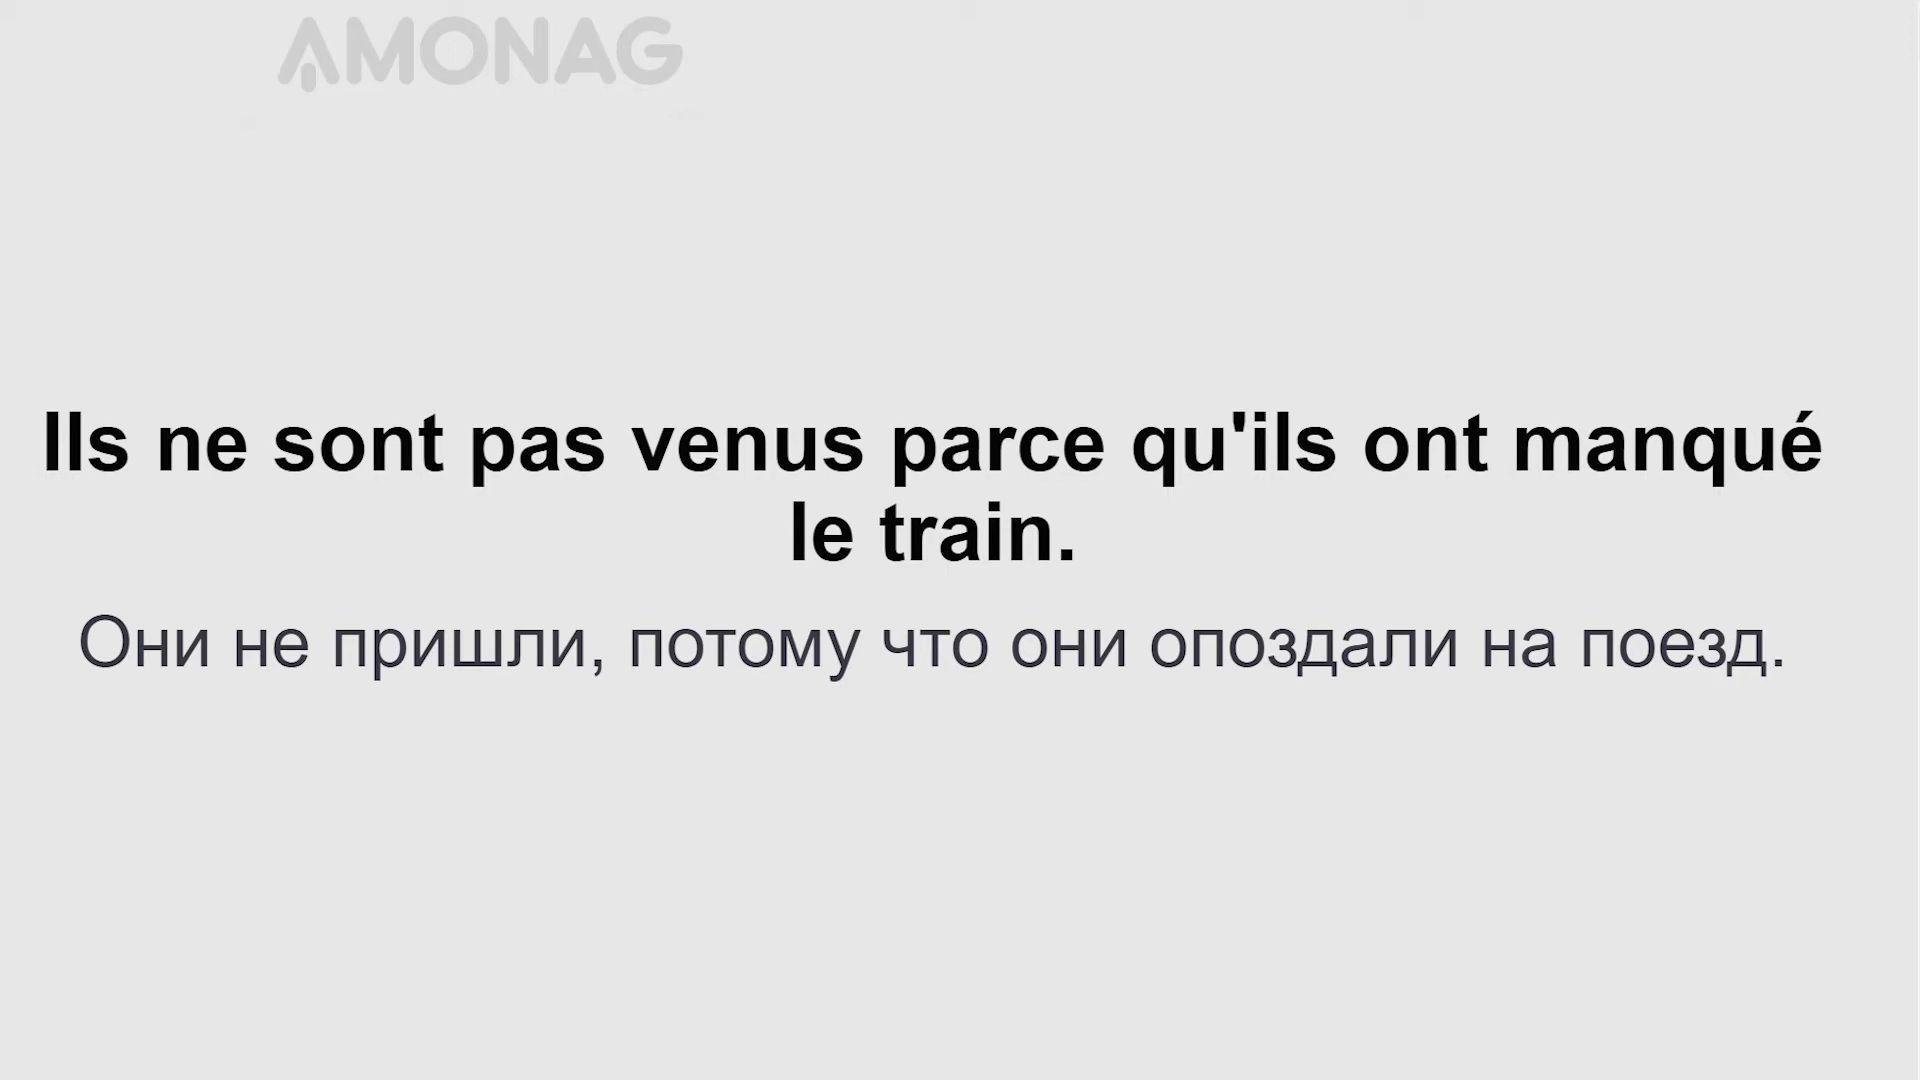 AMONAG
Ils ne sont pas venus parce qu'ils ont manqué
le train.
Они не пришли, потому что они опоздали на поезд.